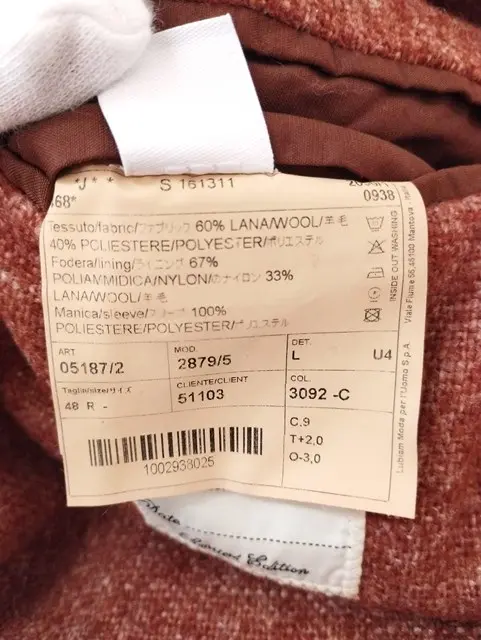 *J* * S 161311
0938
68*
Tessuto/fabric/ファブリック 60% LANA/WOOL/羊毛
40% POLIESTERE/POLYESTER/ポリエステル
Fodera/lining/ライニング 67%
POLIAMMIDICA/NYLON/ナイロン 33%
LANA/WOOL/羊毛
Manica/sleeve/スリーブ 100%
POLIESTERE/POLYESTER/ポリエステル
INSIDE OUT WASHING
Lubiam Moda per l'Uomo S.p.A. Viale Fiume 55,46100 Mantova
ART MOD. DET.
05187/2 2879/5 L U4
Taglia/size/サイズ CLIENTE/CLIENT COL.
48 R - 51103 3092 -C
C.9
T+2,0
O-3,0
1002938025
Edition